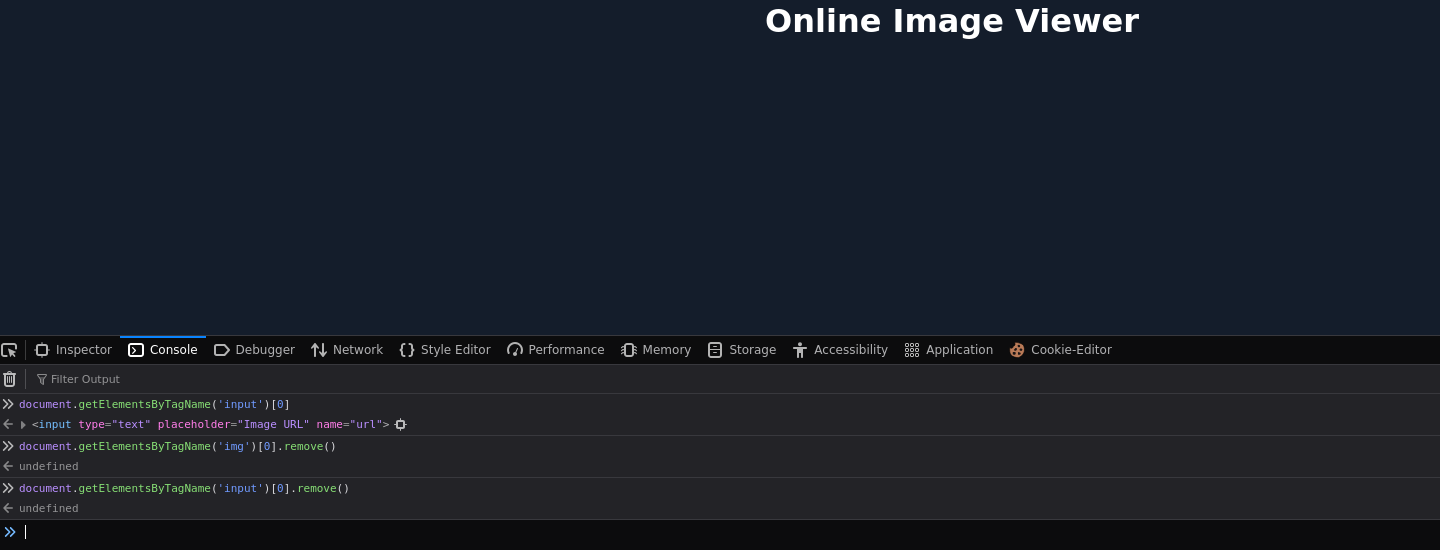 Online Image Viewer
Inspector Console Debugger Network Style Editor Performance Memory Storage Accessibility Application Cookie-Editor
Filter Output
document.getElementsByTagName('input')[0]
<input type="text" placeholder="Image URL" name="url">
document.getElementsByTagName('img')[0].remove()
undefined
document.getElementsByTagName('input')[0].remove()
undefined